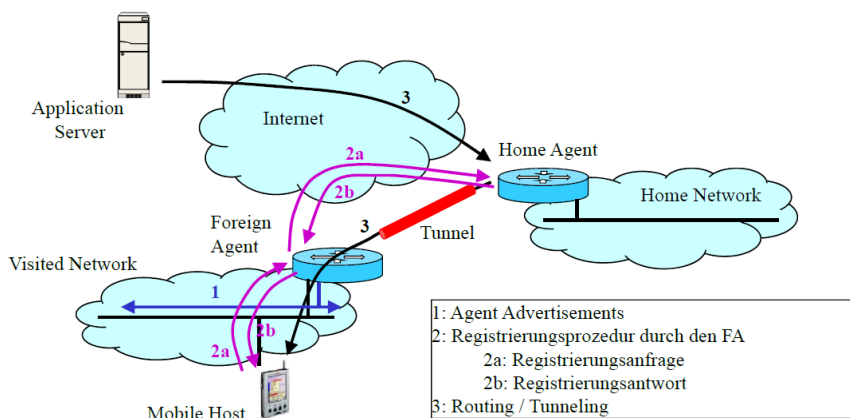 Application
Server
Internet
3
Home Agent
2a
2b
Home Network
Foreign
Agent
3
Tunnel
Visited Network
1
2b
2a
Mobile Host
1: Agent Advertisements
2: Registrierungsprozedur durch den FA
2a: Registrierungsanfrage
2b: Registrierungsantwort
3: Routing / Tunneling